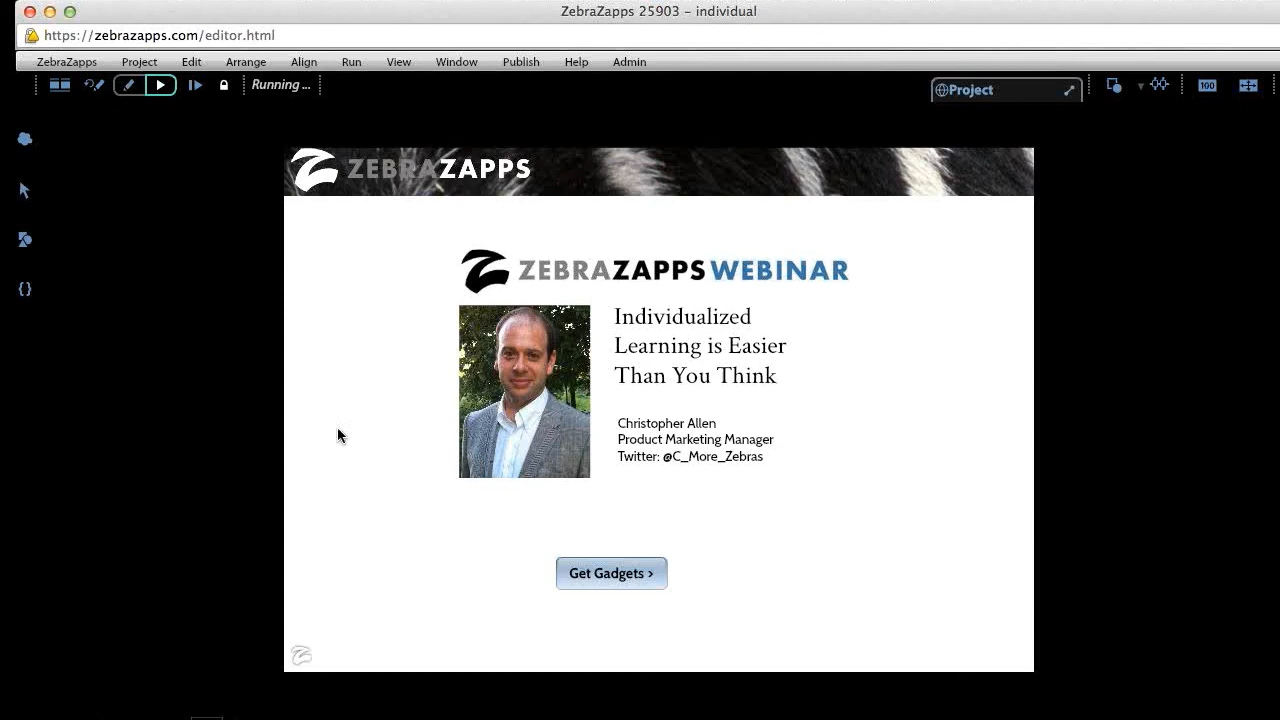 ZebraZapps 25903 – individual
https://zebrazapps.com/editor.html
ZebraZapps Project Edit Arrange Align Run View Window Publish Help Admin
Running ...
Project
100
ZEBRAZAPPS
ZEBRAZAPPS WEBINAR
Individualized
Learning is Easier
Than You Think
Christopher Allen
Product Marketing Manager
Twitter: @C_More_Zebras
Get Gadgets >